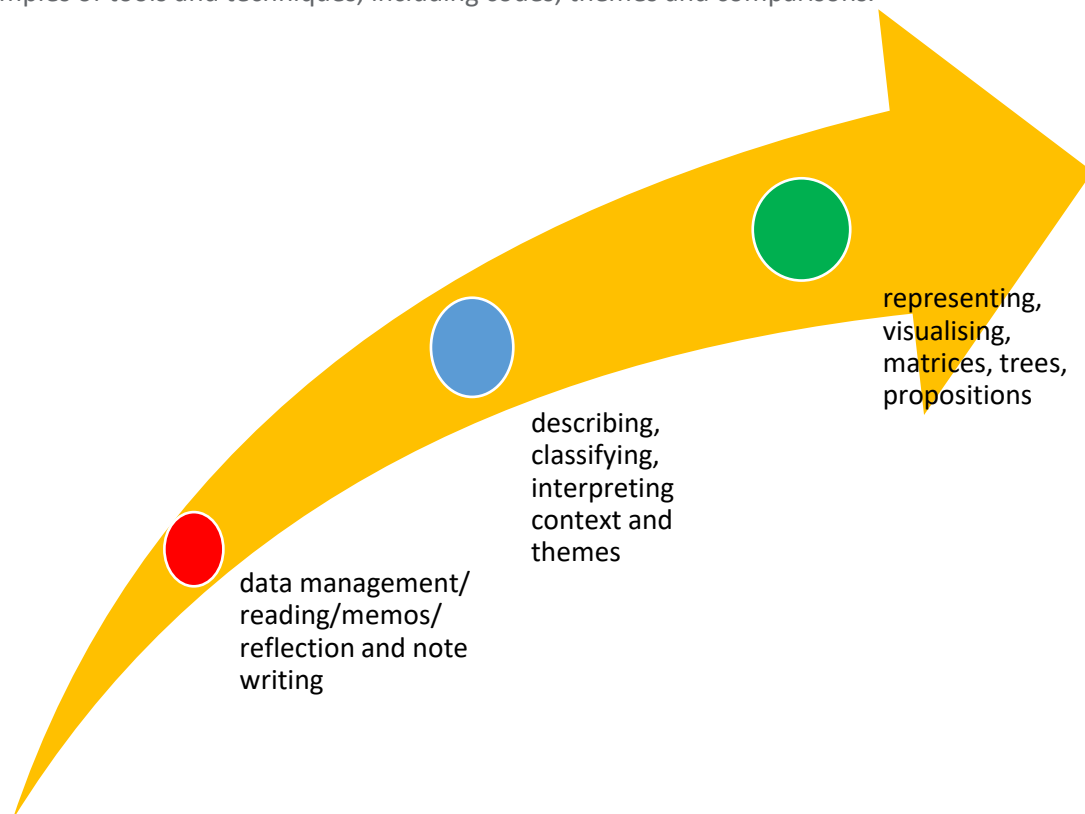 of tools and techniques, including codes, themes and comparisons.
data management/
reading/memos/
reflection and note
writing
describing,
classifying,
interpreting
context and
themes
representing,
visualising,
matrices, trees,
propositions